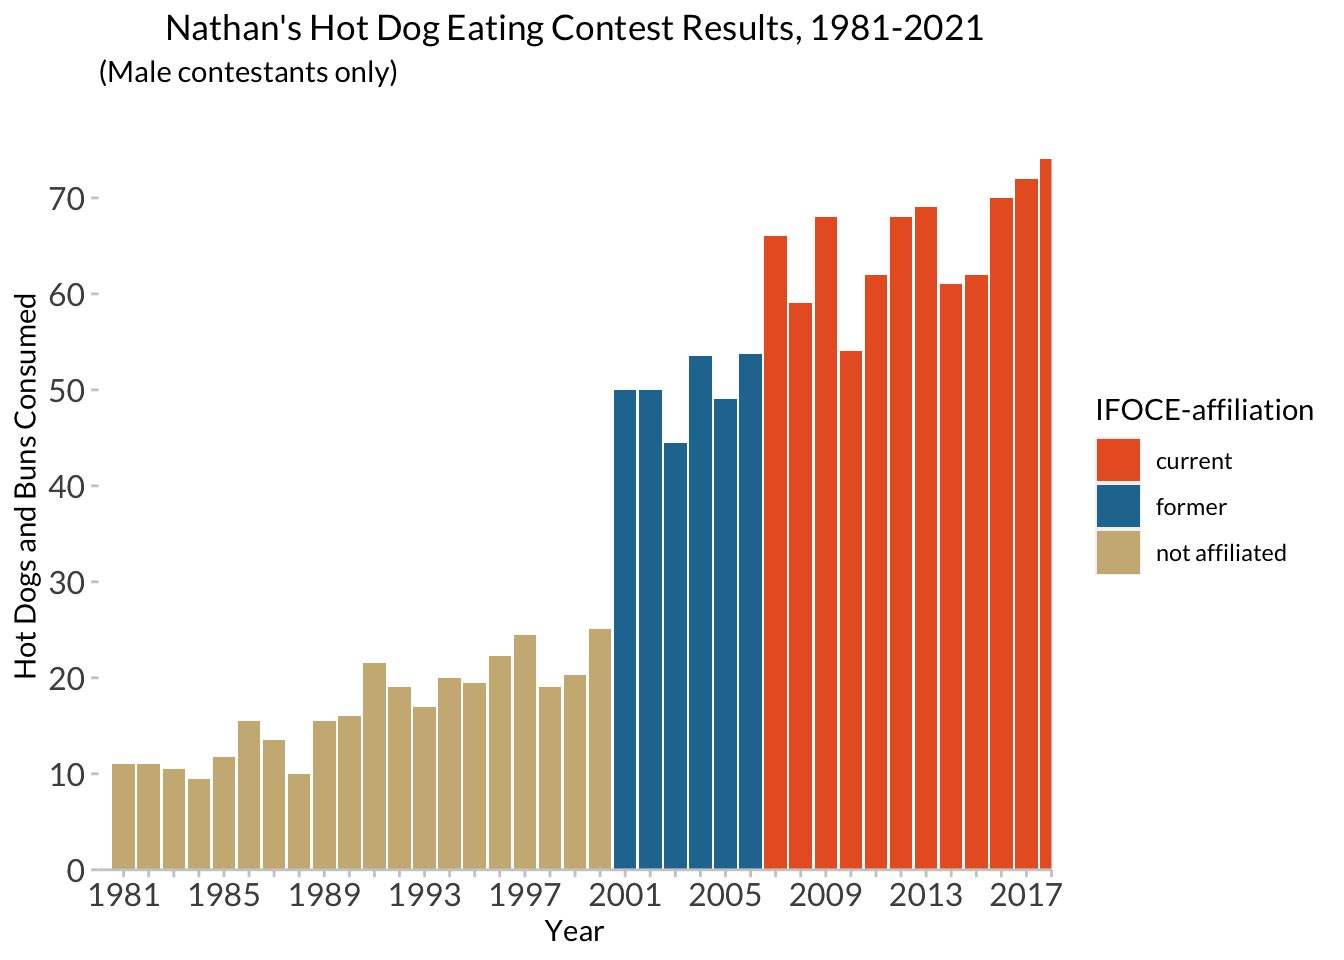 Nathan's Hot Dog Eating Contest Results, 1981-2021
(Male contestants only)
Hot Dogs and Buns Consumed
70
60
50
40
30
20
10
0
1981 1985 1989 1993 1997 2001 2005 2009 2013 2017
Year
IFOCE-affiliation
current
former
not affiliated